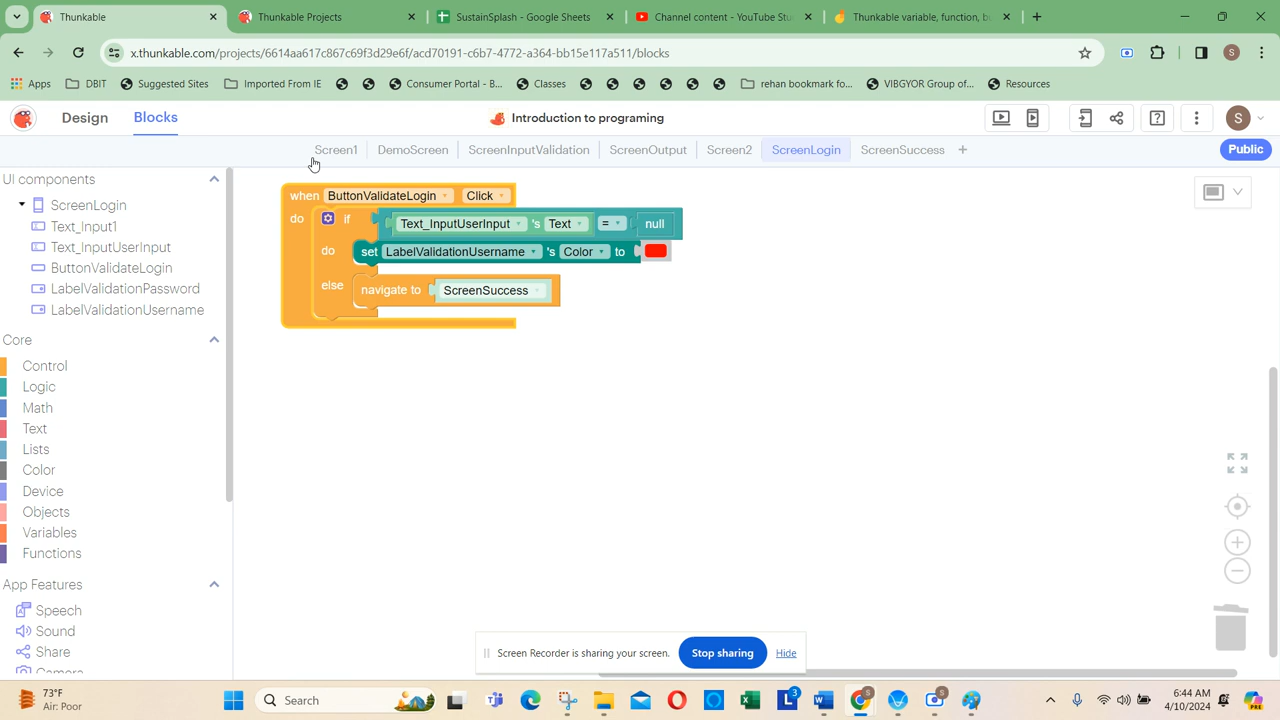 Thunkable
Thunkable Projects
SustainSplash - Google Sheets
Channel content - YouTube Stu
Thunkable variable, function, b
x.thunkable.com/projects/6614aa617c867c69f3d29e6f/acd70191-c6b7-4772-a364-bb15e117a511/blocks
S
Apps
DBIT
Suggested Sites
Imported From IE
Consumer Portal - B...
Classes
rehan bookmark fo...
VIBGYOR Group of...
Resources
Design
Blocks
Introduction to programing
S
Screen1
DemoScreen
ScreenInputValidation
ScreenOutput
Screen2
ScreenLogin
ScreenSuccess
Public
UI components
ScreenLogin
Text_Input1
Text_InputUserInput
ButtonValidateLogin
LabelValidationPassword
LabelValidationUsername
Core
Control
Logic
Math
Text
Lists
Color
Device
Objects
Variables
Functions
App Features
Speech
Sound
Share
Camera
when ButtonValidateLogin Click
do if Text_InputUserInput 's Text = null
do set LabelValidationUsername 's Color to
else navigate to ScreenSuccess
Screen Recorder is sharing your screen.
Stop sharing
Hide
73°F
Air: Poor
Search
3
6:44 AM
4/10/2024